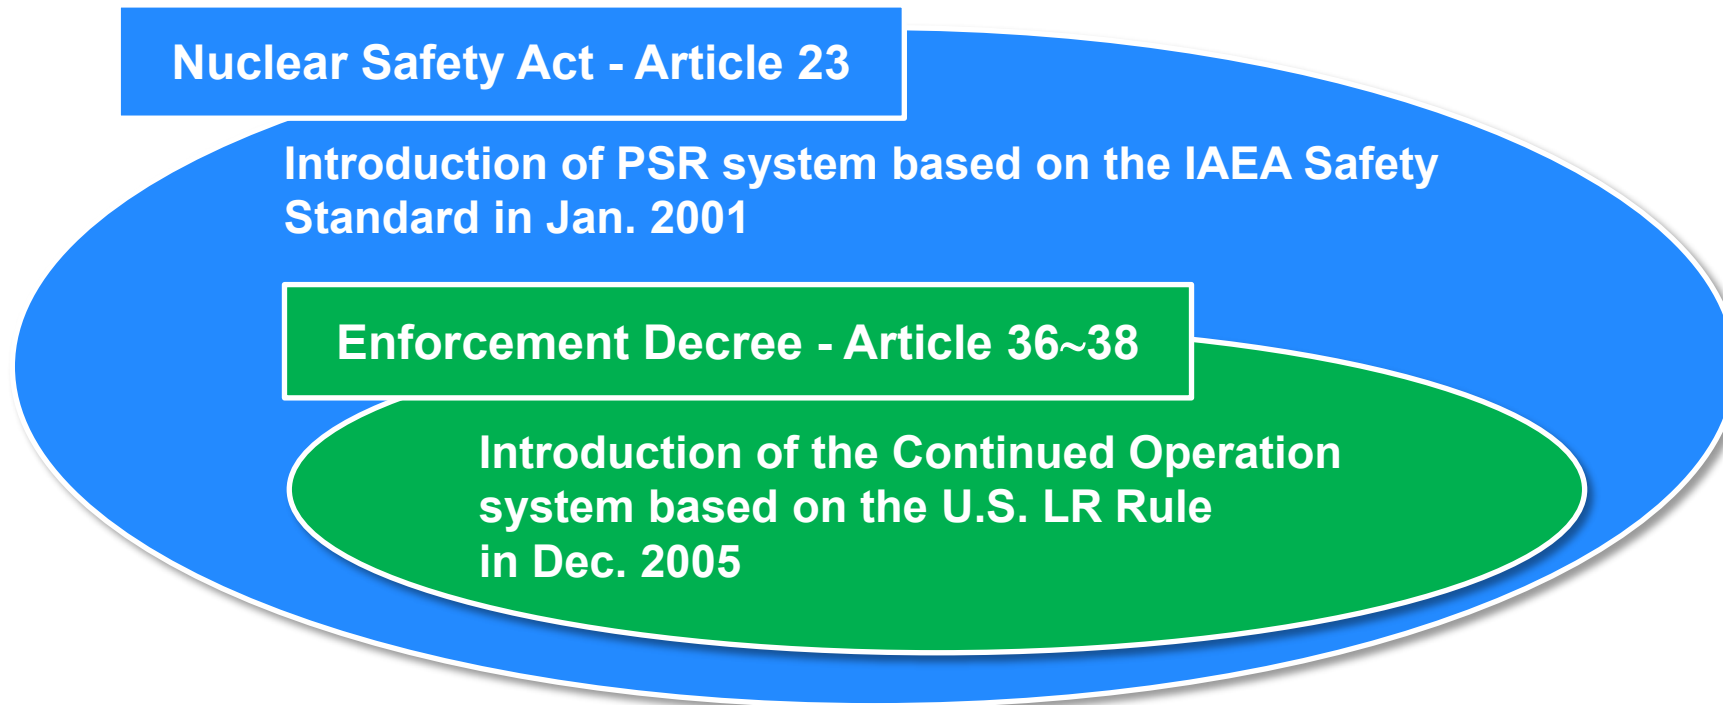 Nuclear Safety Act - Article 23
Introduction of PSR system based on the IAEA Safety
Standard in Jan. 2001
Enforcement Decree - Article 36~38
Introduction of the Continued Operation
system based on the U.S. LR Rule
in Dec. 2005